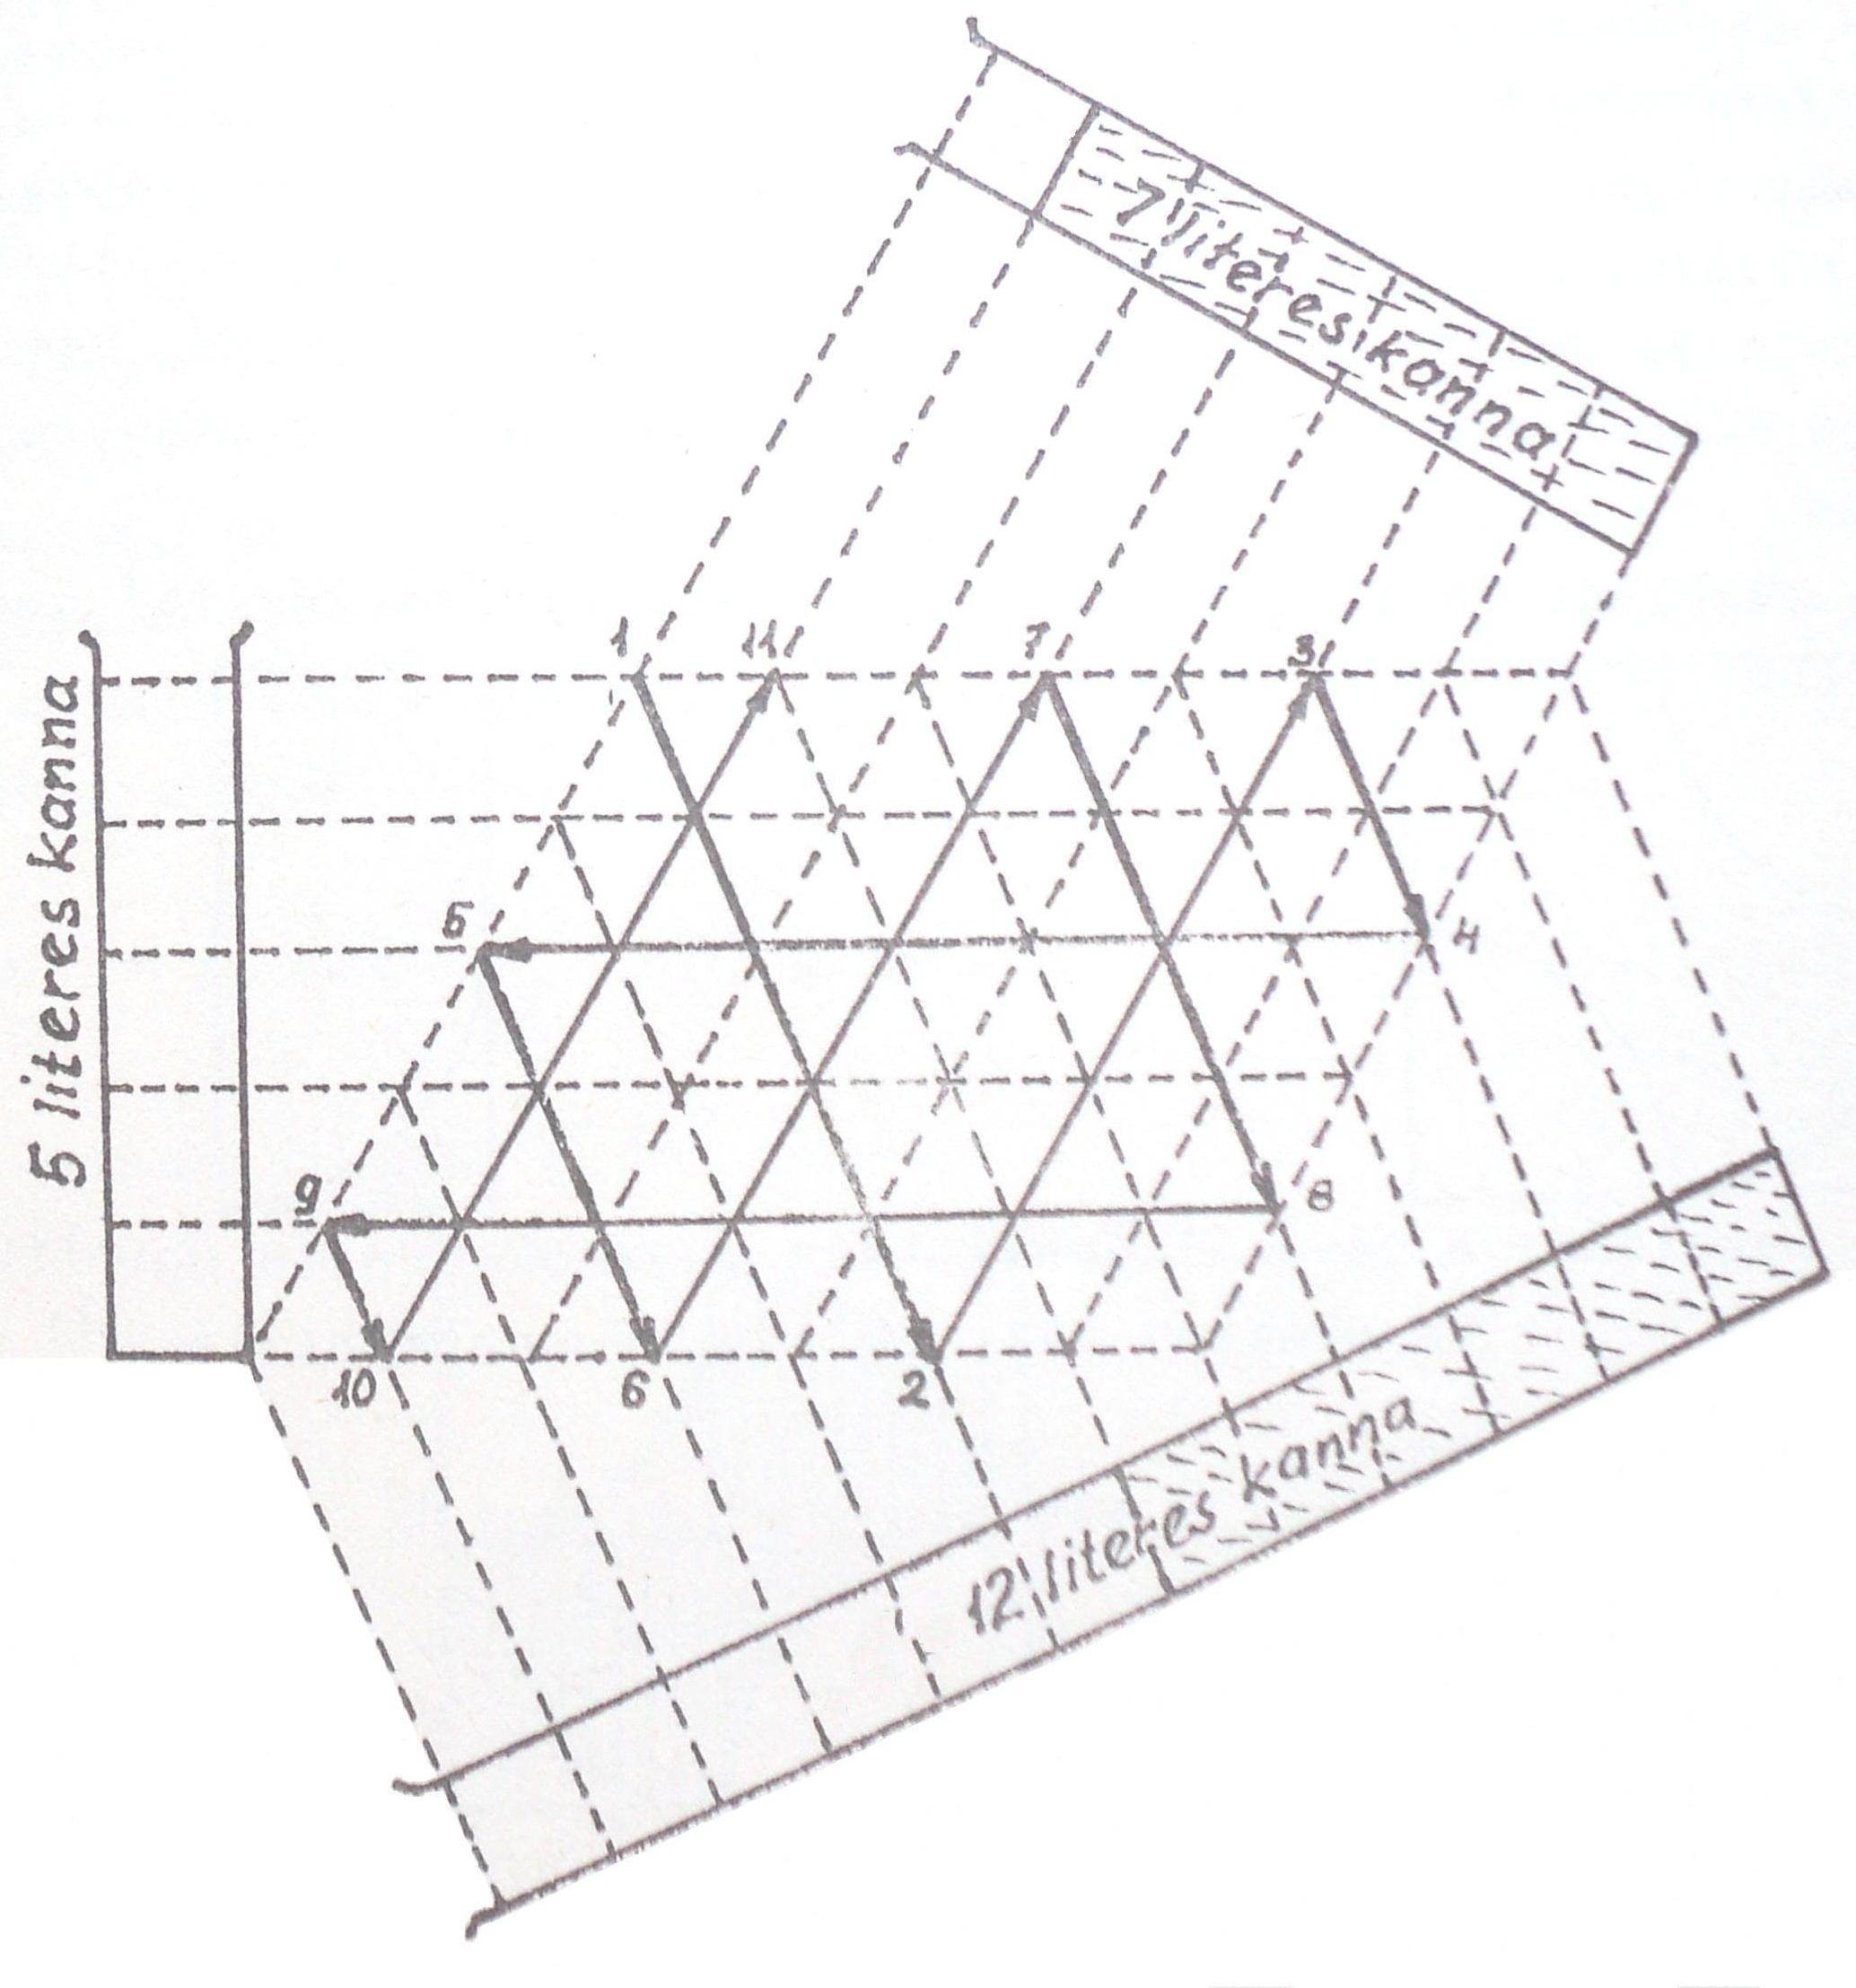 7 literes kanna
1 11 7 3
5 literes kanna
5 4
9 8
10 6 2
12 literes kanna